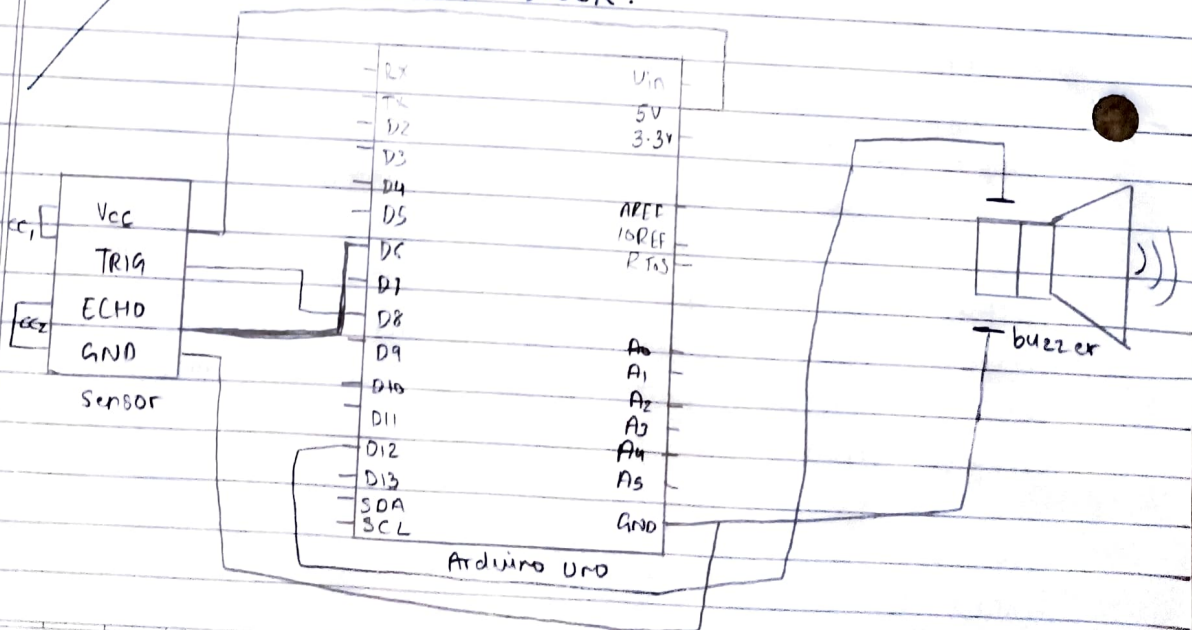 Rx
TX
D2
D3
D4
D5
D6
D7
D8
D9
D10
D11
D12
D13
SDA
SCL
Vin
5V
3.3V
AREF
IOREF
A0
A1
A2
A3
A4
A5
GND
Arduino UNO
Vcc
TRIG
ECHO
GND
Sensor
CC2
buzzer